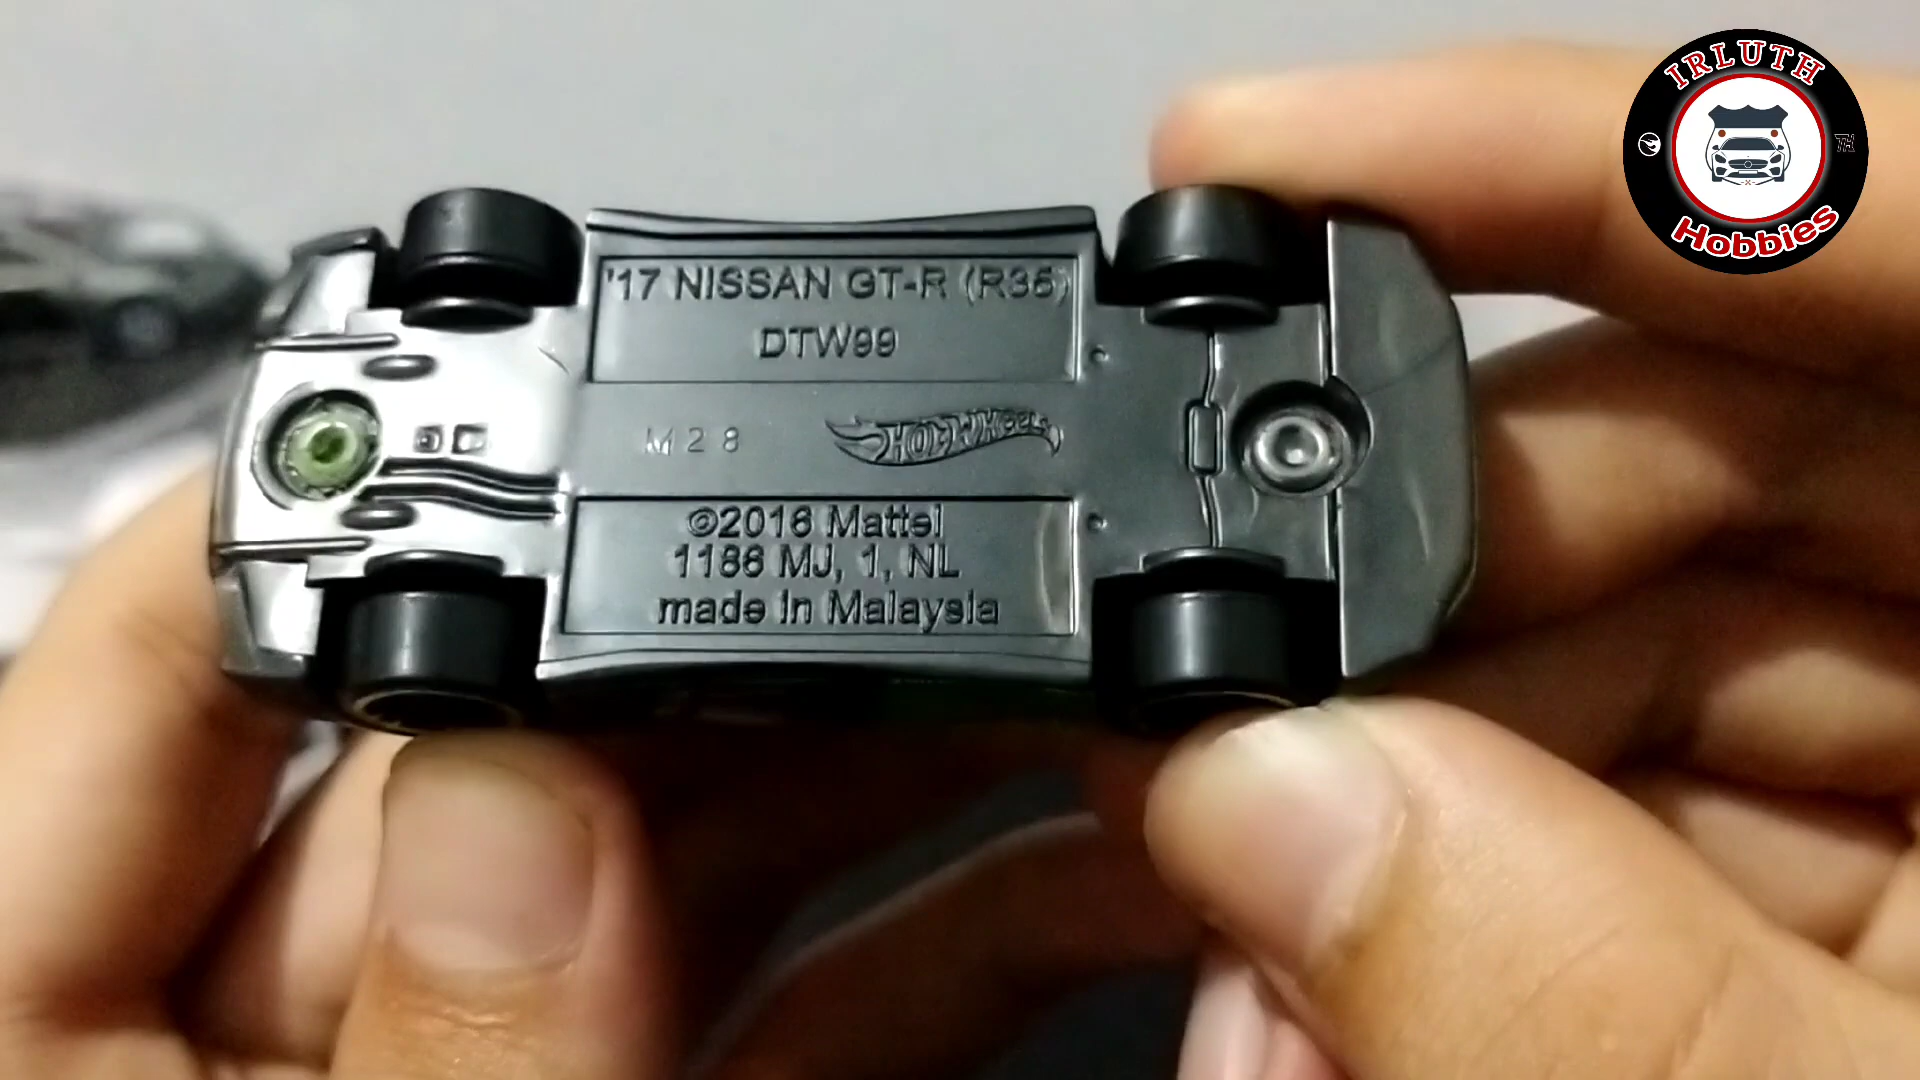 IRLUTH
TH
Hobbies
'17 NISSAN GT-R (R35)
DTW99
M28
HOT WHEELS
©2016 Mattel
1186 MJ, 1, NL
made in Malaysia